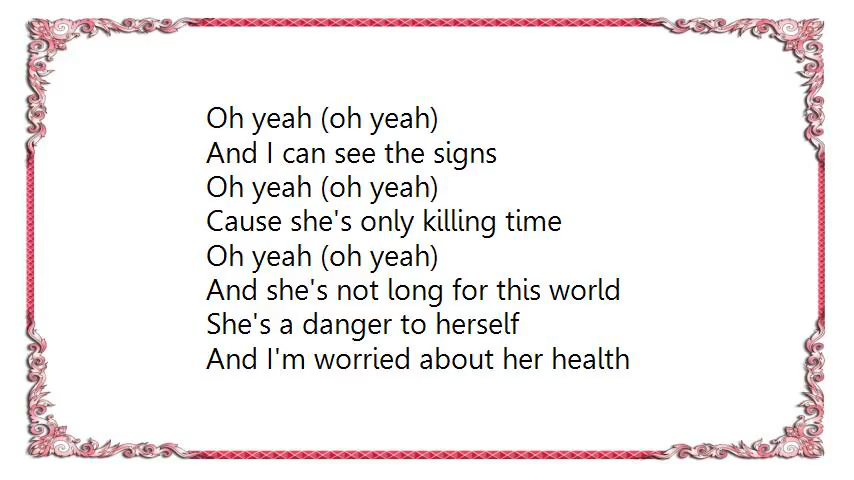 Oh yeah (oh yeah)
And I can see the signs
Oh yeah (oh yeah)
Cause she's only killing time
Oh yeah (oh yeah)
And she's not long for this world
She's a danger to herself
And I'm worried about her health